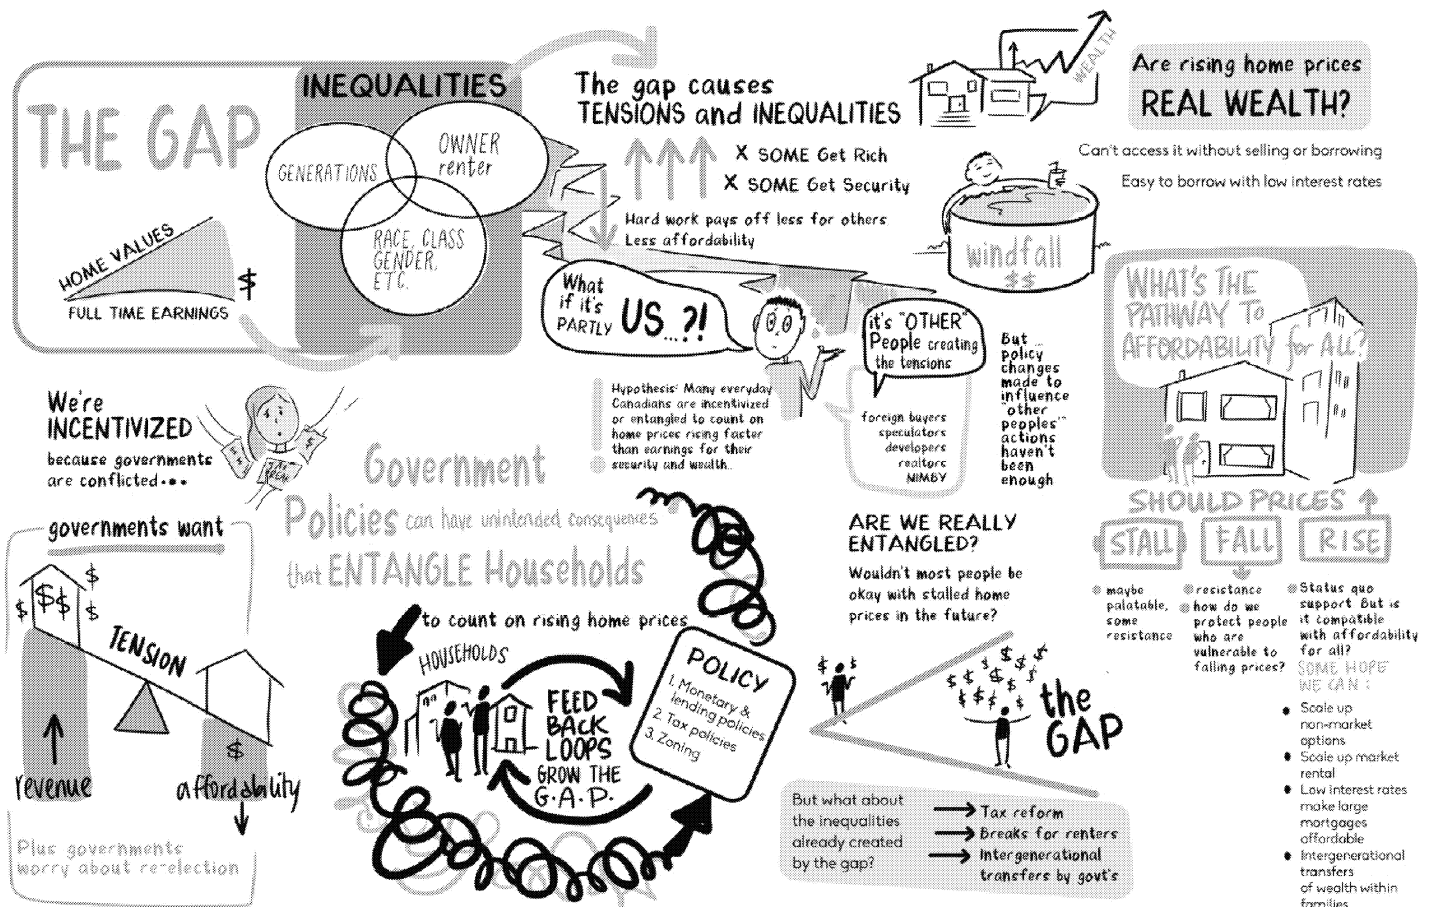 THE GAP
HOME VALUES
$
FULL TIME EARNINGS
INEQUALITIES
GENERATIONS
OWNER
renter
RACE, CLASS
GENDER,
ETC.
The gap causes
TENSIONS and INEQUALITIES
X SOME Get Rich
X SOME Get Security
Hard work pays off less for others
Less affordability
WEALTH
Are rising home prices
REAL WEALTH?
Can't access it without selling or borrowing
Easy to borrow with low interest rates
windfall
$$
What
if it's
PARTLY
US...?!
it's "OTHER"
People creating
the tensions
foreign buyers
speculators
developers
realtors
NIMBY
But...
policy
changes
made to
influence
"other
peoples'"
actions
haven't
been
enough
Hypothesis: Many everyday
Canadians are incentivized
or entangled to count on
home prices rising faster
than earnings for their
security and wealth.
WHAT'S THE
PATHWAY TO
AFFORDABILITY for ALL?
SHOULD PRICES
STALL
FALL
RISE
maybe
palatable,
some
resistance
resistance
how do we
protect people
who are
vulnerable to
falling prices?
Status quo
support But is
it compatible
with affordability
for all?
SOME HOPE
WE CAN:
Scale up
non-market
options
Scale up market
rental
Low interest rates
make large
mortgages
affordable
Intergenerational
transfers
of wealth within
families
We're
INCENTIVIZED
because governments
are conflicted...
$
$
TAX
BREAK
$
governments want
$
$
$$
$
TENSION
$
revenue
affordability
Plus governments
worry about re-election
Government
Policies can have unintended consequences
that ENTANGLE Households
to count on rising home prices
HOUSEHOLDS
FEED
BACK
LOOPS
GROW THE
G.A.P.
POLICY
1. Monetary &
lending policies
2. Tax policies
3. Zoning
ARE WE REALLY
ENTANGLED?
Wouldn't most people be
okay with stalled home
prices in the future?
$ $
$ $ $ $ $ $ $ $ $ $ $ $ $
the
GAP
But what about
the inequalities
already created
by the gap?
Tax reform
Breaks for renters
Intergenerational
transfers by govt's